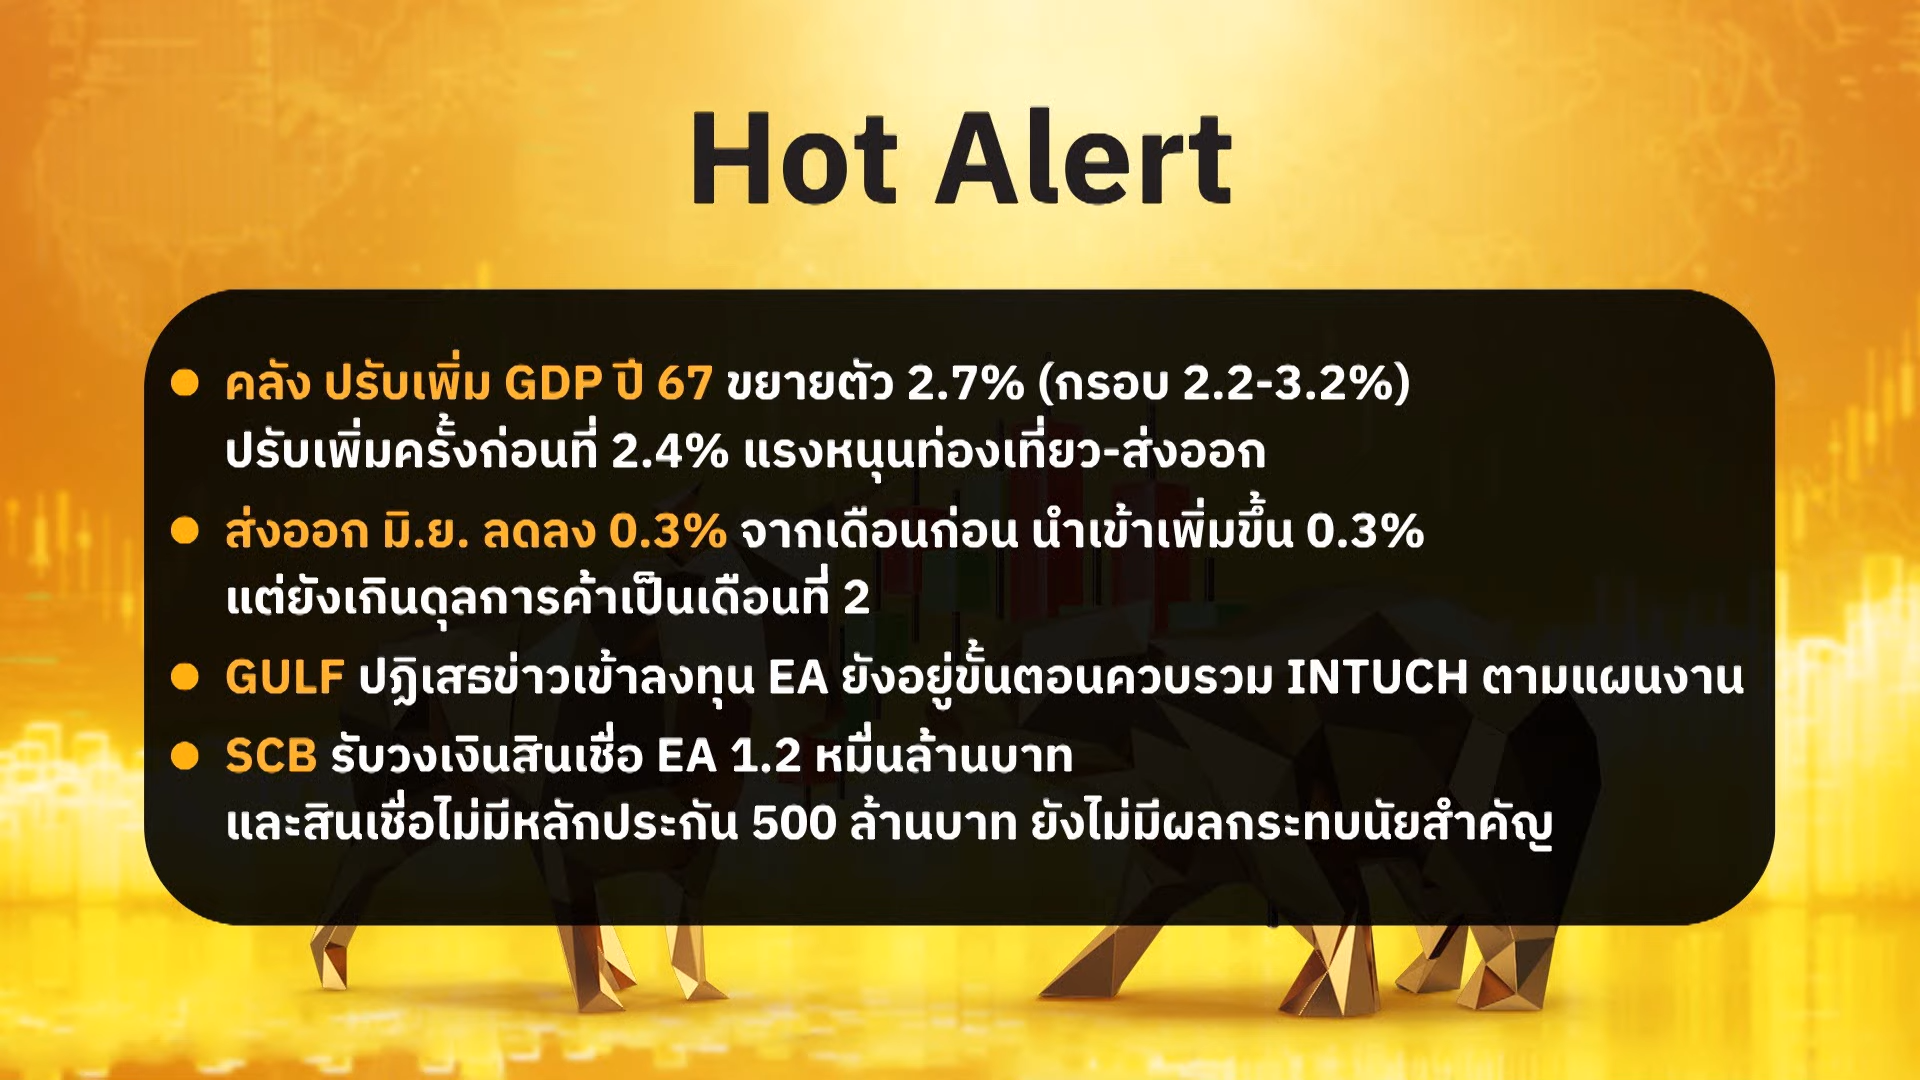 Hot Alert
คลัง ปรับเพิ่ม GDP ปี 67 ขยายตัว 2.7% (กรอบ 2.2-3.2%)
ปรับเพิ่มครั้งก่อนที่ 2.4% แรงหนุนท่องเที่ยว-ส่งออก
ส่งออก มิ.ย. ลดลง 0.3% จากเดือนก่อน นำเข้าเพิ่มขึ้น 0.3%
แต่ยังเกินดุลการค้าเป็นเดือนที่ 2
GULF ปฏิเสธข่าวเข้าลงทุน EA ยังอยู่ขั้นตอนควบรวม INTUCH ตามแผนงาน
SCB รับวงเงินสินเชื่อ EA 1.2 หมื่นล้านบาท
และสินเชื่อไม่มีหลักประกัน 500 ล้านบาท ยังไม่มีผลกระทบนัยสำคัญ